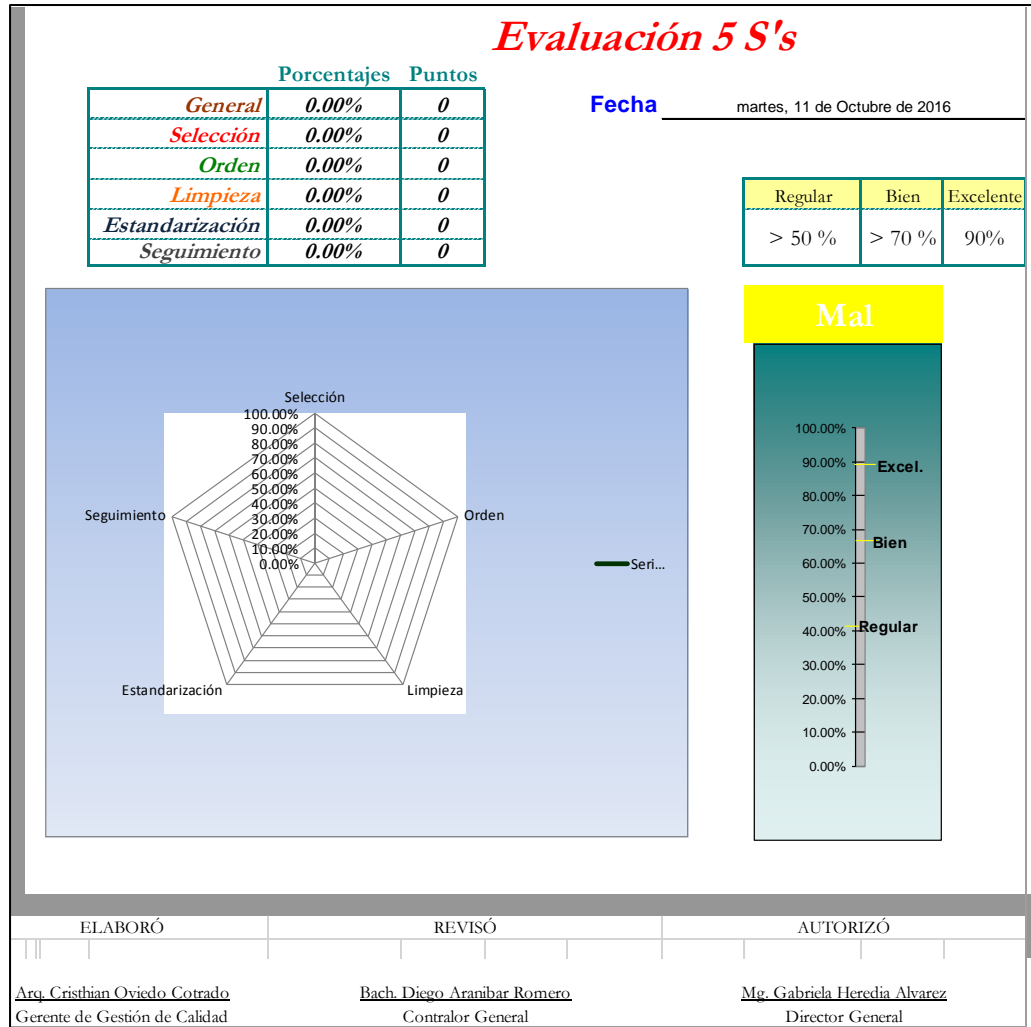 Evaluación 5 S's
Porcentajes Puntos
General 0.00% 0
Selección 0.00% 0
Orden 0.00% 0
Limpieza 0.00% 0
Estandarización 0.00% 0
Seguimiento 0.00% 0
Fecha martes, 11 de Octubre de 2016
Regular Bien Excelente
> 50 % > 70 % 90%
Selección
100.00%
90.00%
80.00%
70.00%
60.00%
50.00%
40.00%
30.00%
20.00%
10.00%
0.00%
Seguimiento
Orden
Estandarización
Limpieza
Seri...
Mal
100.00%
90.00% Excel.
80.00%
70.00%
Bien
60.00%
50.00%
40.00% Regular
30.00%
20.00%
10.00%
0.00%
ELABORÓ REVISÓ AUTORIZÓ
Arq. Cristhian Oviedo Cotrado Bach. Diego Aranibar Romero Mg. Gabriela Heredia Alvarez
Gerente de Gestión de Calidad Contralor General Director General